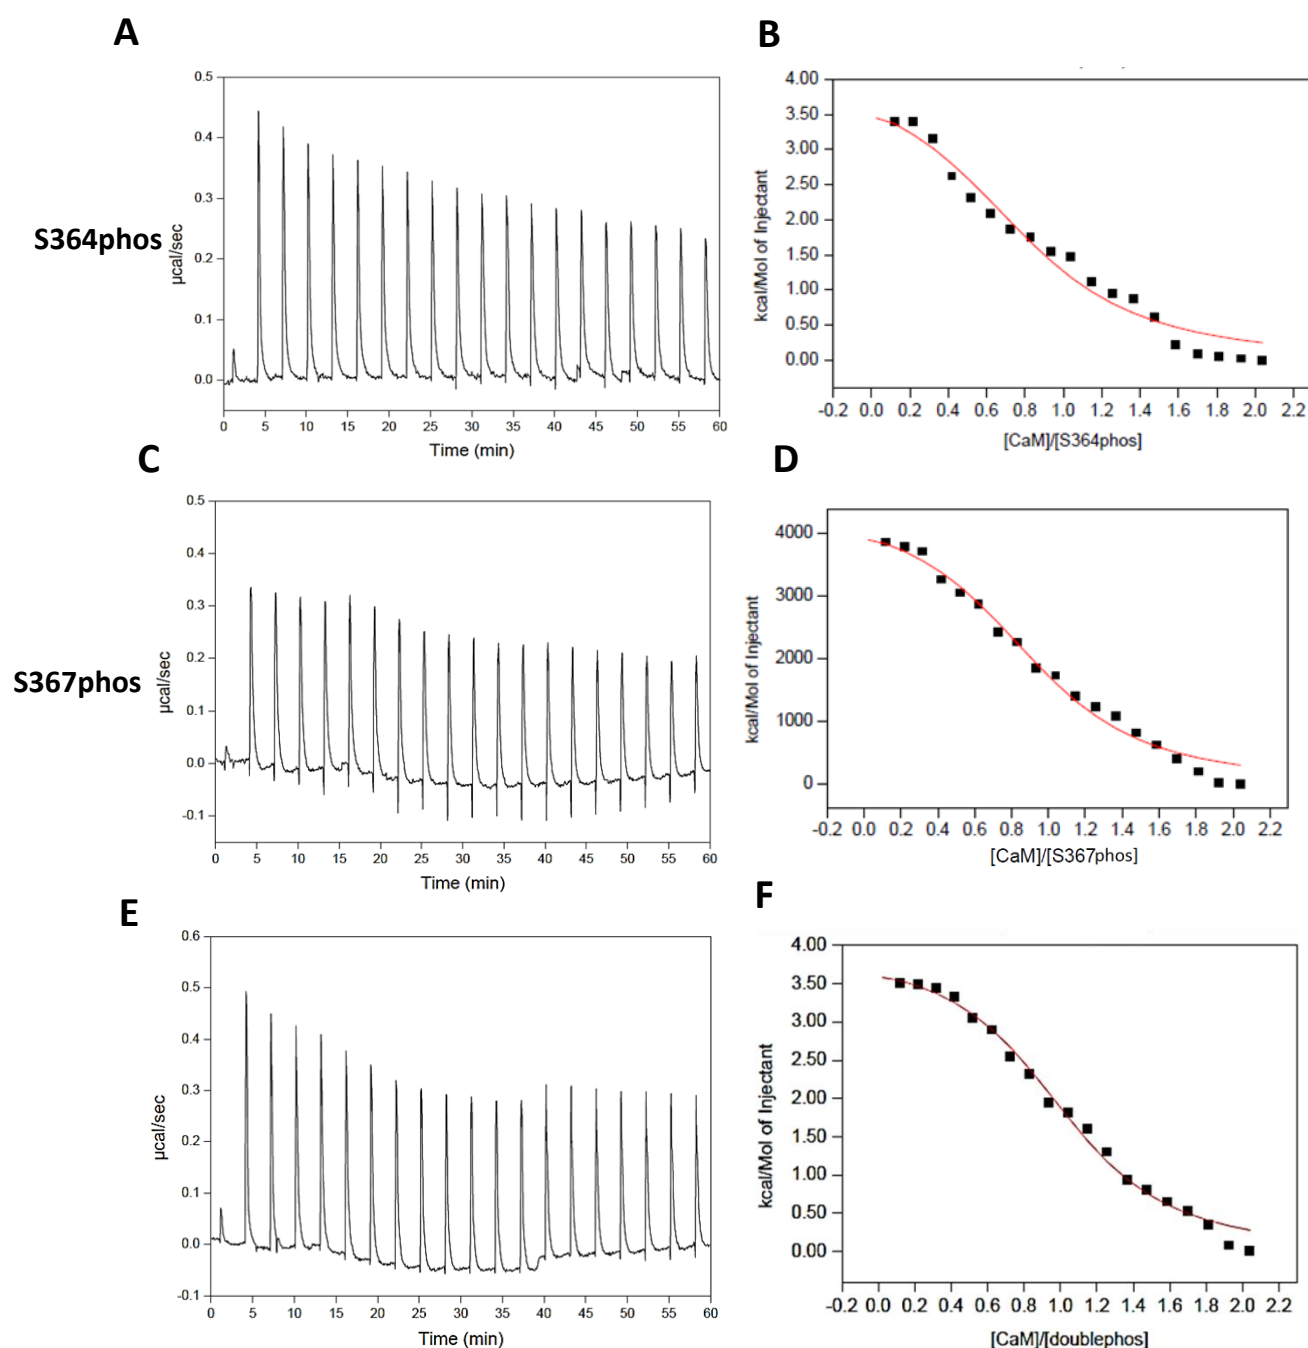 A
B
S364phos
0.5
0.4
0.3
0.2
0.1
0.0
µcal/sec
0 5 10 15 20 25 30 35 40 45 50 55 60
Time (min)
4.00
3.50
3.00
2.50
2.00
1.50
1.00
0.50
0.00
kcal/Mol of Injectant
-0.2 0.0 0.2 0.4 0.6 0.8 1.0 1.2 1.4 1.6 1.8 2.0 2.2
[CaM]/[S364phos]
C
D
S367phos
0.5
0.4
0.3
0.2
0.1
0.0
-0.1
µcal/sec
0 5 10 15 20 25 30 35 40 45 50 55 60
Time (min)
4000
3000
2000
1000
0
kcal/Mol of Injectant
-0.2 0.0 0.2 0.4 0.6 0.8 1.0 1.2 1.4 1.6 1.8 2.0 2.2
[CaM]/[S367phos]
E
F
0.6
0.5
0.4
0.3
0.2
0.1
0.0
-0.1
µcal/sec
0 5 10 15 20 25 30 35 40 45 50 55 60
Time (min)
4.00
3.50
3.00
2.50
2.00
1.50
1.00
0.50
0.00
kcal/Mol of Injectant
-0.2 0.0 0.2 0.4 0.6 0.8 1.0 1.2 1.4 1.6 1.8 2.0 2.2
[CaM]/[doublephos]